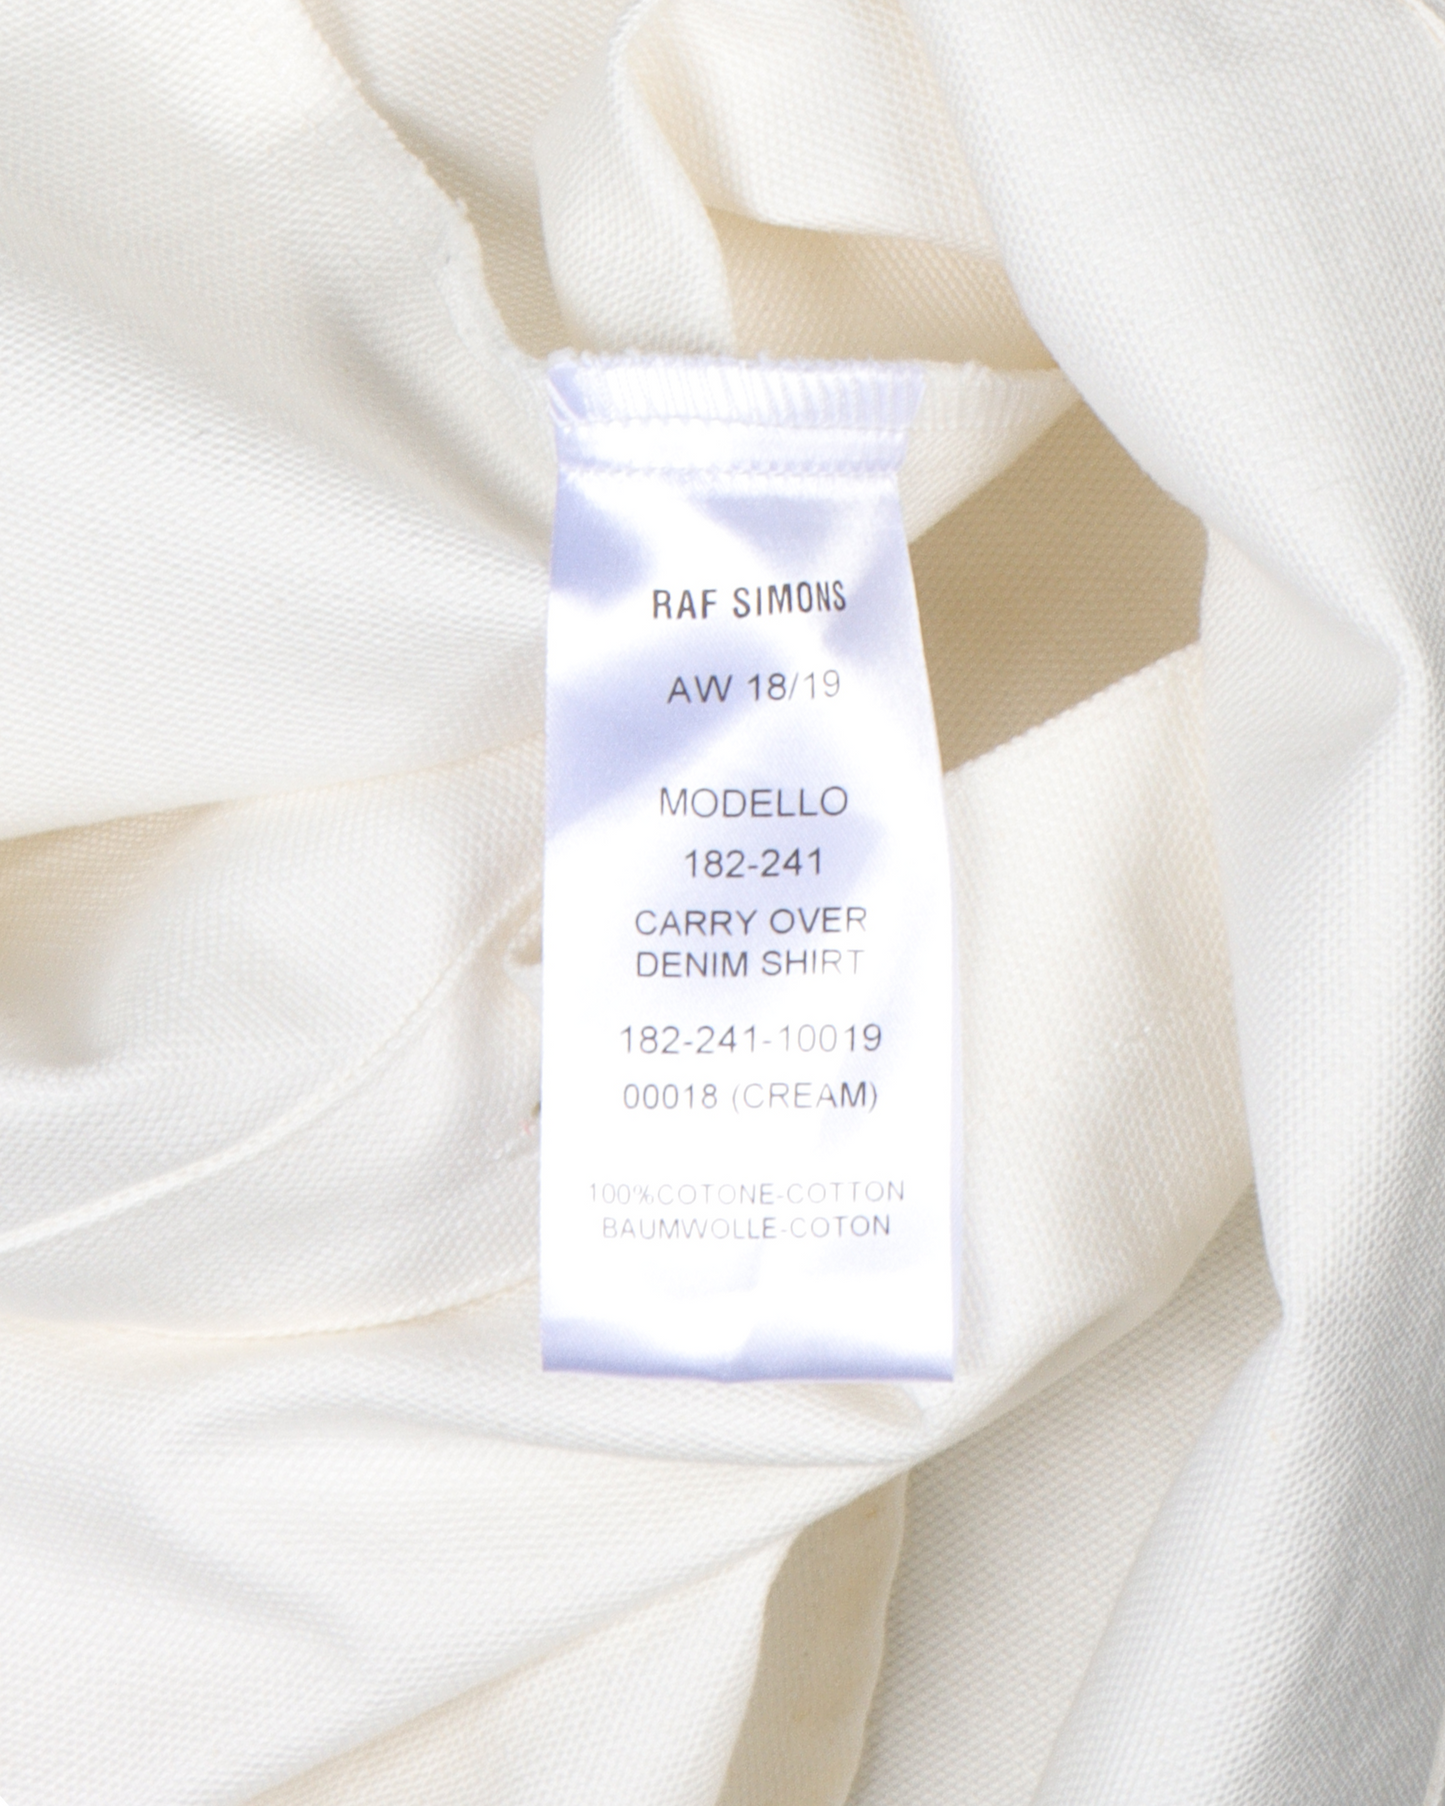 RAF SIMONS
AW 18/19
MODELLO
182-241
CARRY OVER
DENIM SHIRT
182-241-10019
00018 (CREAM)
100%COTONE-COTTON
BAUMWOLLE-COTON